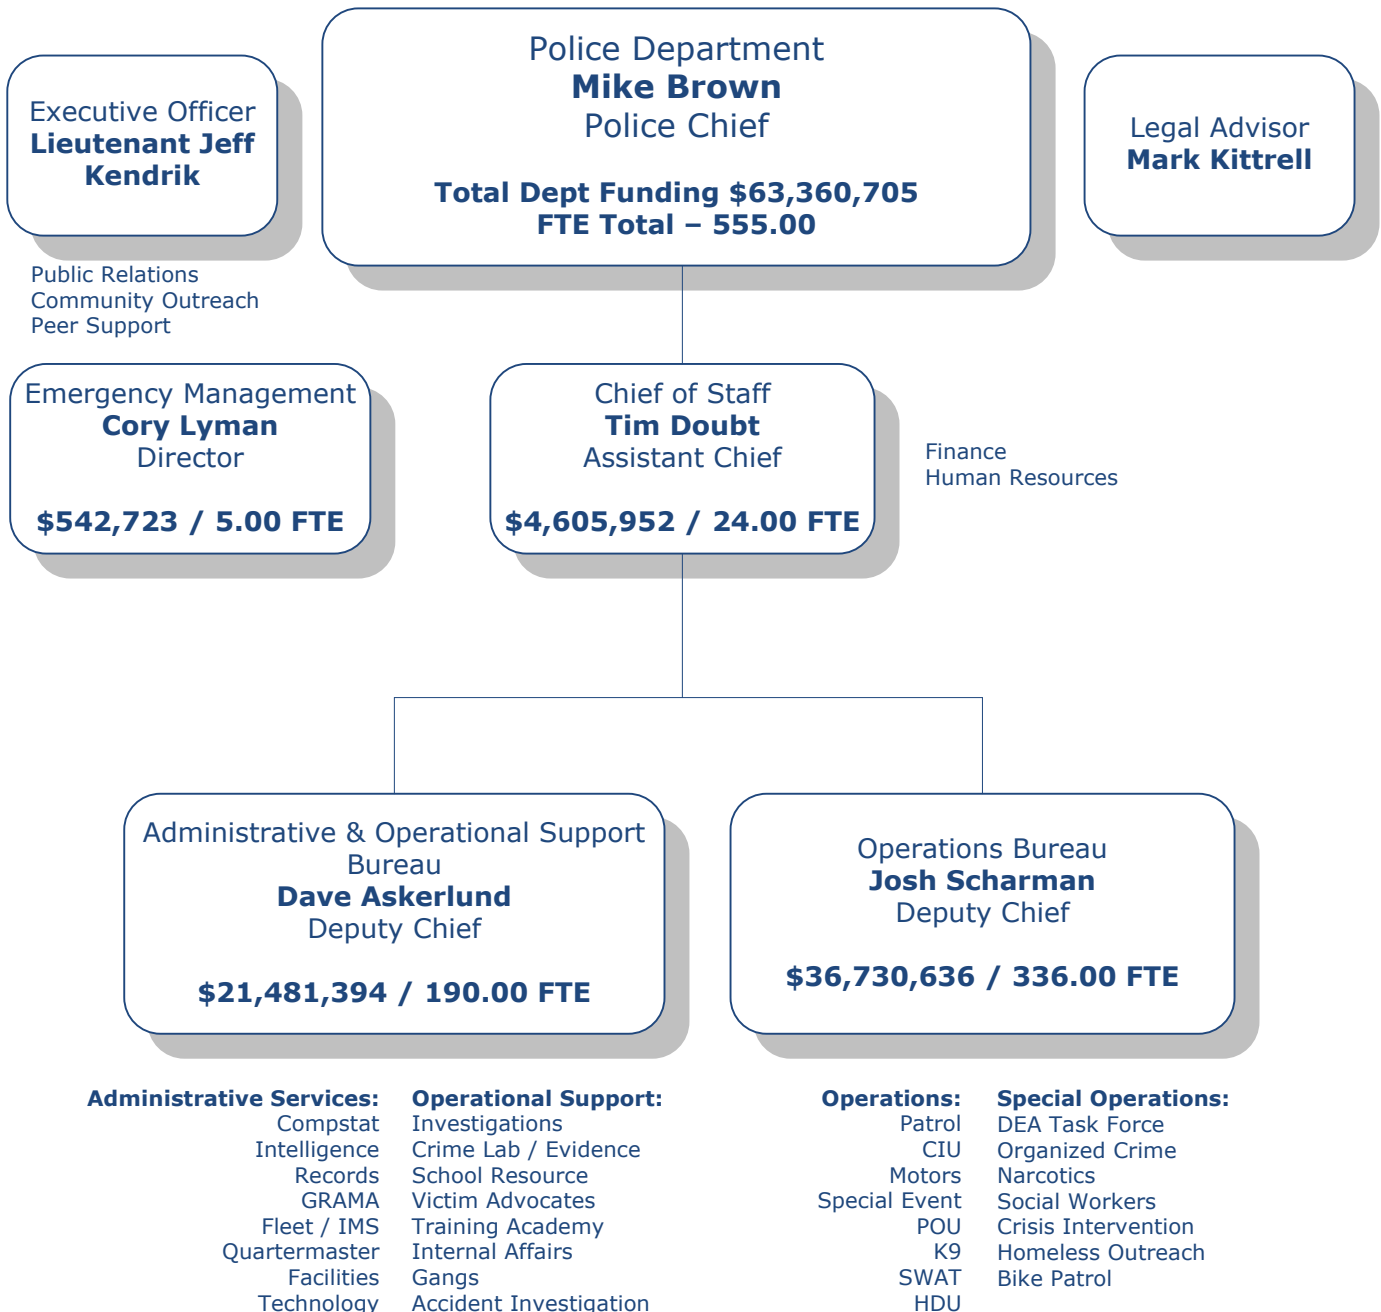 Police Department
Mike Brown
Police Chief
Total Dept Funding $63,360,705
FTE Total – 555.00
Executive Officer
Lieutenant Jeff
Kendrik
Public Relations
Community Outreach
Peer Support
Legal Advisor
Mark Kittrell
Emergency Management
Cory Lyman
Director
$542,723 / 5.00 FTE
Chief of Staff
Tim Doubt
Assistant Chief
$4,605,952 / 24.00 FTE
Finance
Human Resources
Administrative & Operational Support
Bureau
Dave Askerlund
Deputy Chief
$21,481,394 / 190.00 FTE
Operations Bureau
Josh Scharman
Deputy Chief
$36,730,636 / 336.00 FTE
Administrative Services:
Compstat
Intelligence
Records
GRAMA
Fleet / IMS
Quartermaster
Facilities
Technology
Operational Support:
Investigations
Crime Lab / Evidence
School Resource
Victim Advocates
Training Academy
Internal Affairs
Gangs
Accident Investigation
Operations:
Patrol
CIU
Motors
Special Event
POU
K9
SWAT
HDU
Special Operations:
DEA Task Force
Organized Crime
Narcotics
Social Workers
Crisis Intervention
Homeless Outreach
Bike Patrol